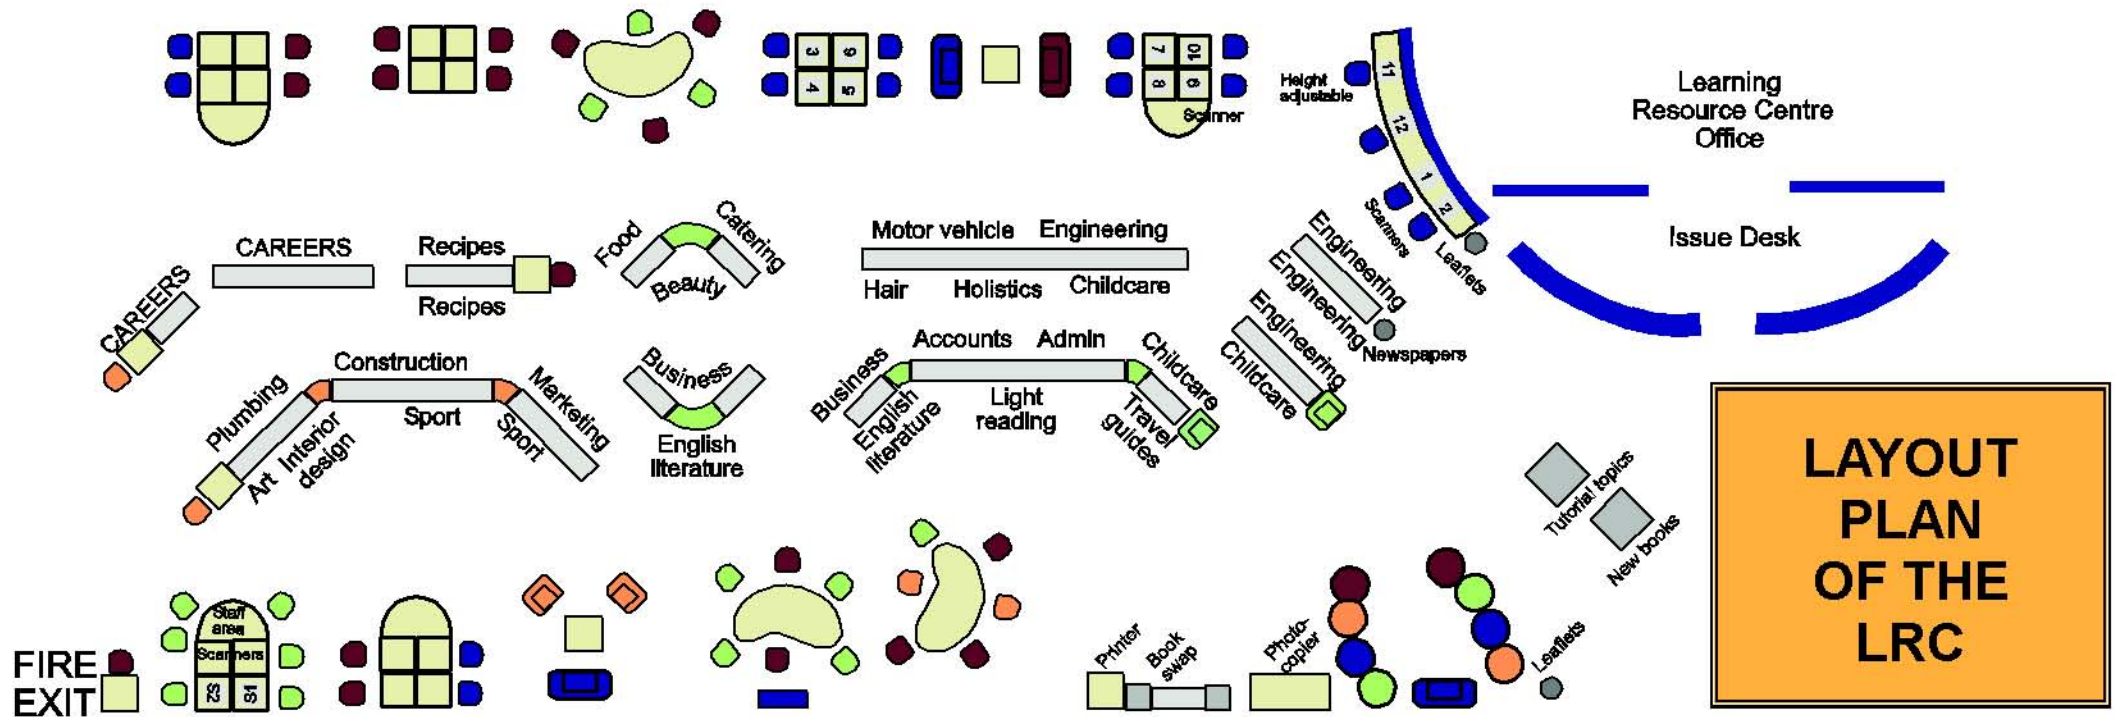 3
6
4
5
7
10
8
9
Scanner
Height
adjustable
11
12
1
2
Scanners
Leaflets
Learning
Resource Centre
Office
Issue Desk
CAREERS
CAREERS
Recipes
Recipes
Food
Catering
Beauty
Motor vehicle
Engineering
Hair
Holistics
Childcare
Engineering
Engineering
Newspapers
Engineering
Childcare
Construction
Plumbing
Marketing
Art
Interior
design
Sport
Sport
Business
English
literature
Business
Accounts
Admin
Childcare
English
literature
Light
reading
Travel
guides
Tutorial topics
New books
LAYOUT
PLAN
OF THE
LRC
FIRE
EXIT
Staff
area
Scanners
S2
S1
Printer
Book
swap
Photo-
copier
Leaflets